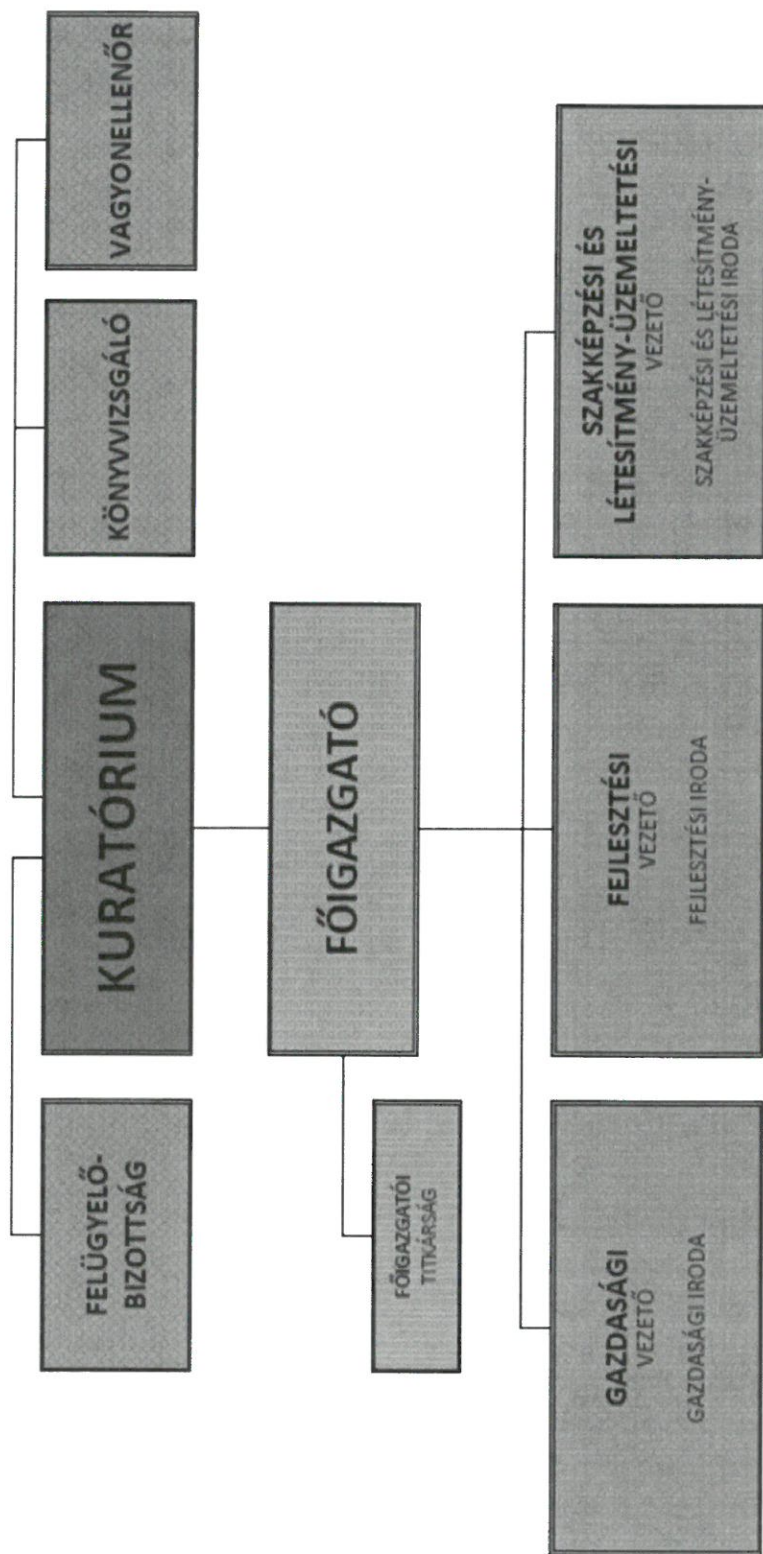 FELÜGYELŐ-
BIZOTTSÁG
KURATÓRIUM
KÖNYVVIZSGÁLÓ
VAGYONELLENŐR
FŐIGAZGATÓ
FŐIGAZGATÓI
TITKÁRSÁG
GAZDASÁGI
VEZETŐ
GAZDASÁGI IRODA
FEJLESZTÉSI
VEZETŐ
FEJLESZTÉSI IRODA
SZAKKÉPZÉSI ÉS
LÉTESÍTMÉNY-ÜZEMELTETÉSI
VEZETŐ
SZAKKÉPZÉSI ÉS LÉTESÍTMÉNY-
ÜZEMELTETÉSI IRODA